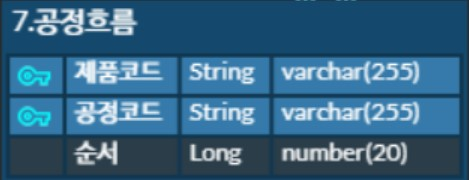 7.공정흐름
제품코드 String varchar(255)
공정코드 String varchar(255)
순서 Long number(20)